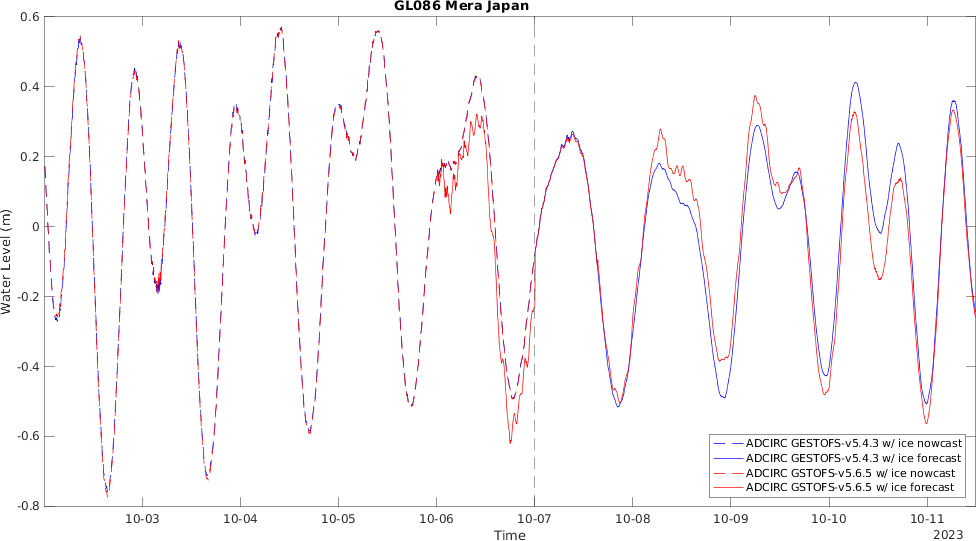 GL086 Mera Japan
0.6
0.4
0.2
0
-0.2
-0.4
-0.6
-0.8
Water Level (m)
10-03
10-04
10-05
10-06
10-07
10-08
10-09
10-10
10-11
Time
2023
ADCIRC GESTOFS-v5.4.3 w/ ice nowcast
ADCIRC GESTOFS-v5.4.3 w/ ice forecast
ADCIRC GSTOFS-v5.6.5 w/ ice nowcast
ADCIRC GSTOFS-v5.6.5 w/ ice forecast